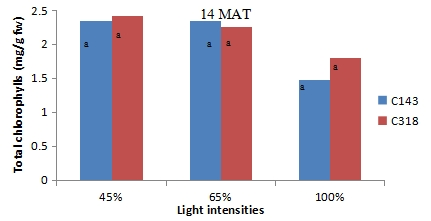 14 MAT
Total chlorophylls (mg/g fw)
2.5
2
1.5
1
0.5
0
a a a a a a
45% 65% 100%
Light intensities
C143
C318